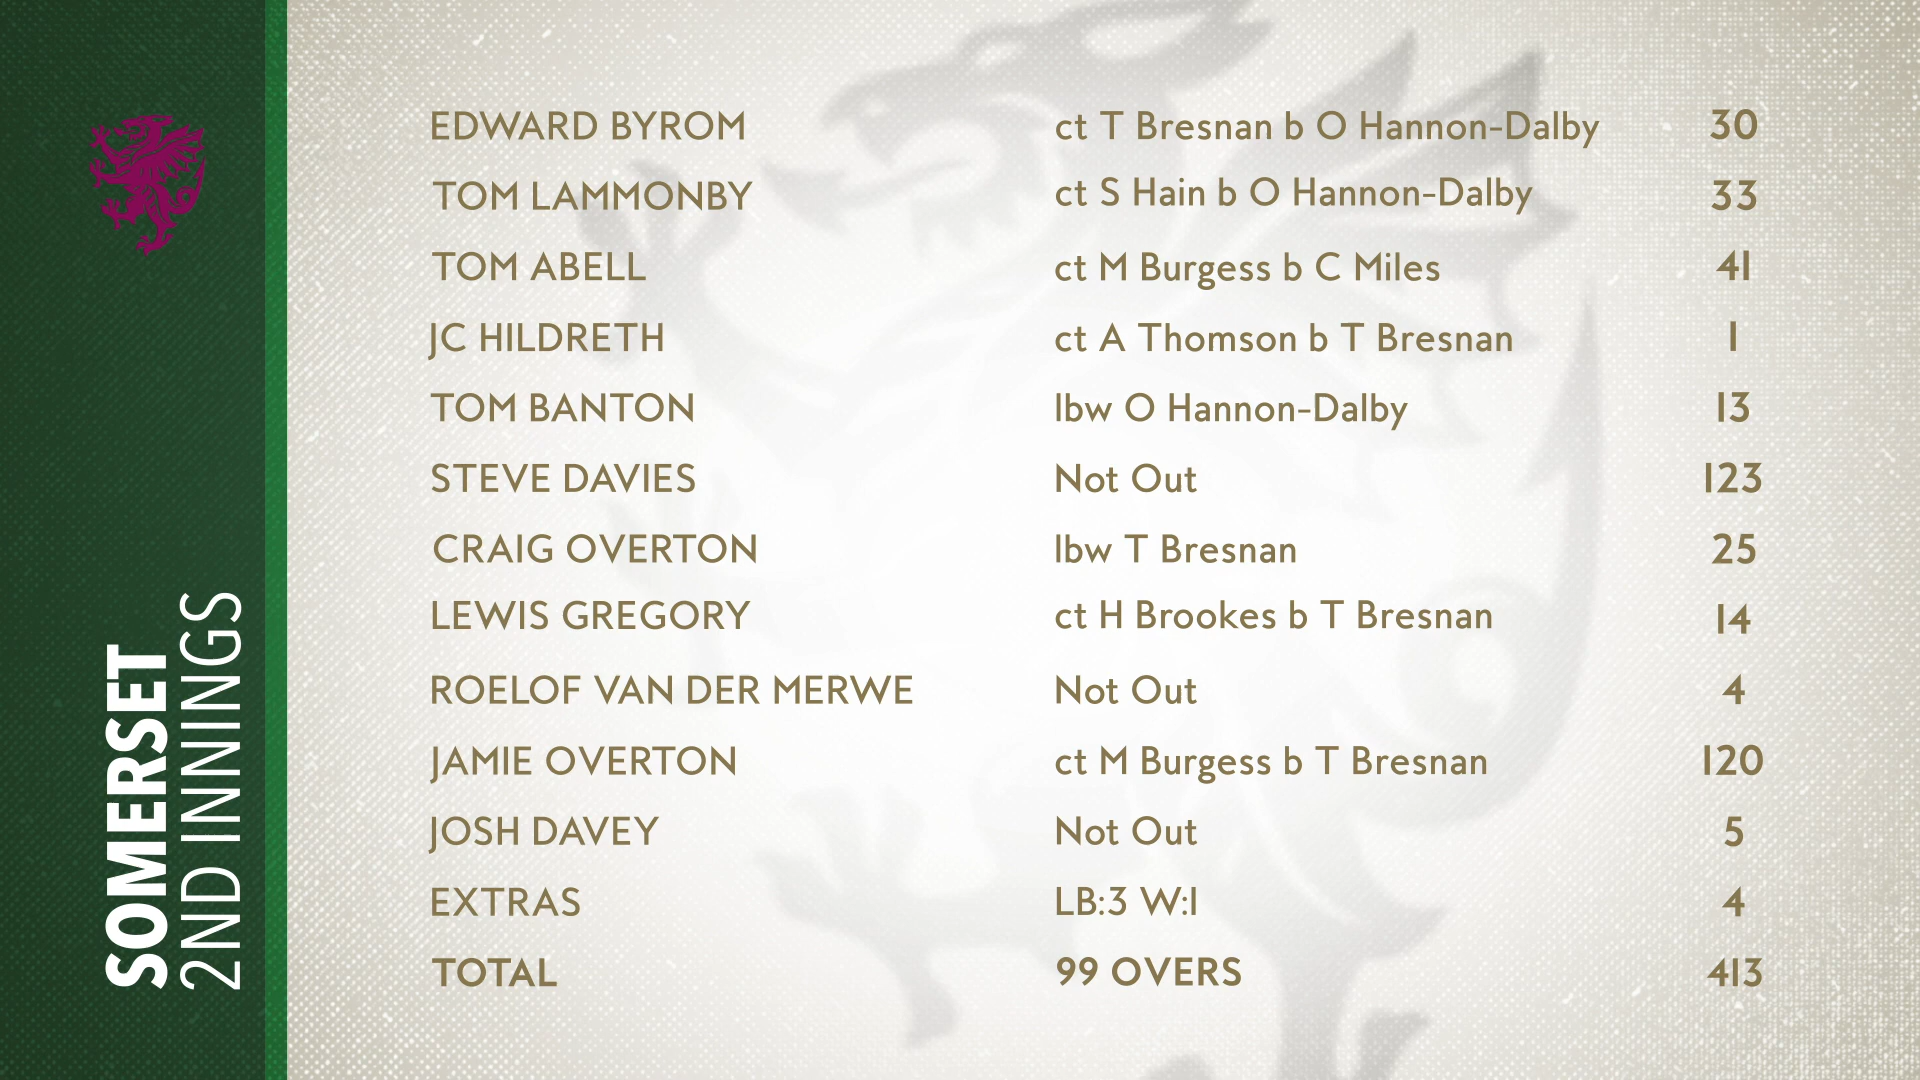 SOMERSET
2ND INNINGS
EDWARD BYROM ct T Bresnan b O Hannon-Dalby 30
TOM LAMMONBY ct S Hain b O Hannon-Dalby 33
TOM ABELL ct M Burgess b C Miles 41
JC HILDRETH ct A Thomson b T Bresnan 1
TOM BANTON lbw O Hannon-Dalby 13
STEVE DAVIES Not Out 123
CRAIG OVERTON lbw T Bresnan 25
LEWIS GREGORY ct H Brookes b T Bresnan 14
ROELOF VAN DER MERWE Not Out 4
JAMIE OVERTON ct M Burgess b T Bresnan 120
JOSH DAVEY Not Out 5
EXTRAS LB:3 W:1 4
TOTAL 99 OVERS 413